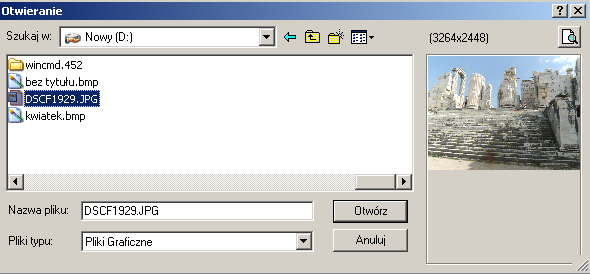 Otwieranie
Szukaj w: Nowy (D:) (3264x2448)
wincmd.452
bez tytułu.bmp
DSCF1929.JPG
kwiatek.bmp
Nazwa pliku: DSCF1929.JPG Otwórz
Pliki typu: Pliki Graficzne Anuluj